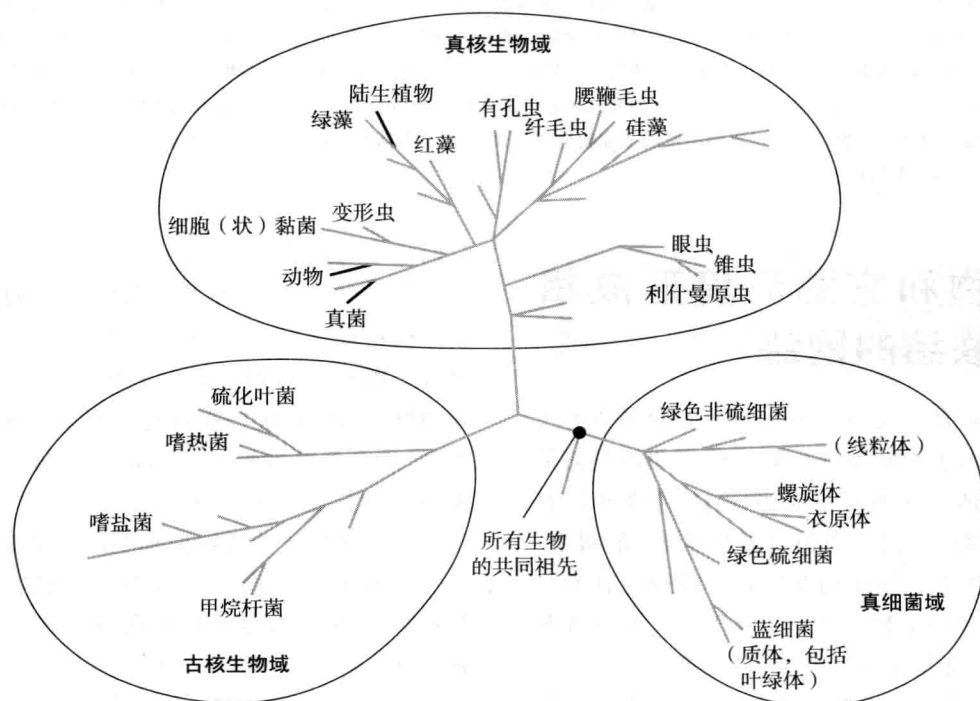 真核生物域
陆生植物
绿藻
红藻
有孔虫
腰鞭毛虫
纤毛虫
硅藻
细胞（状）黏菌
变形虫
动物
真菌
眼虫
锥虫
利什曼原虫
硫化叶菌
嗜热菌
嗜盐菌
甲烷杆菌
古核生物域
所有生物
的共同祖先
绿色非硫细菌
（线粒体）
螺旋体
衣原体
绿色硫细菌
真细菌域
蓝细菌
（质体，包括
叶绿体）